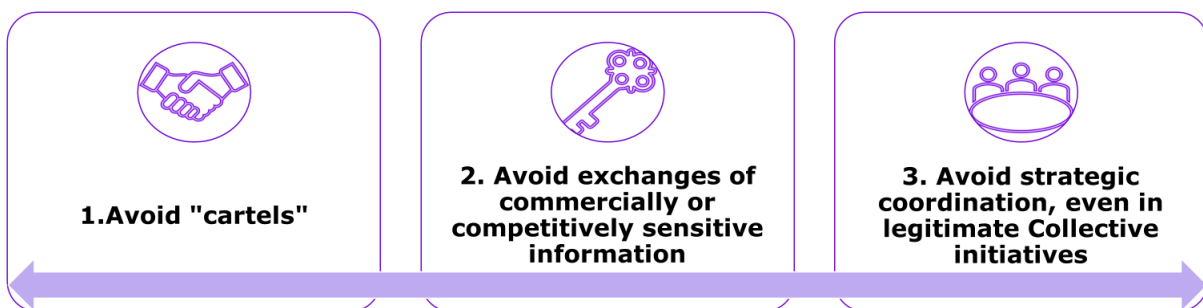 1.Avoid "cartels"
2. Avoid exchanges of
commercially or
competitively sensitive
information
3. Avoid strategic
coordination, even in
legitimate Collective
initiatives